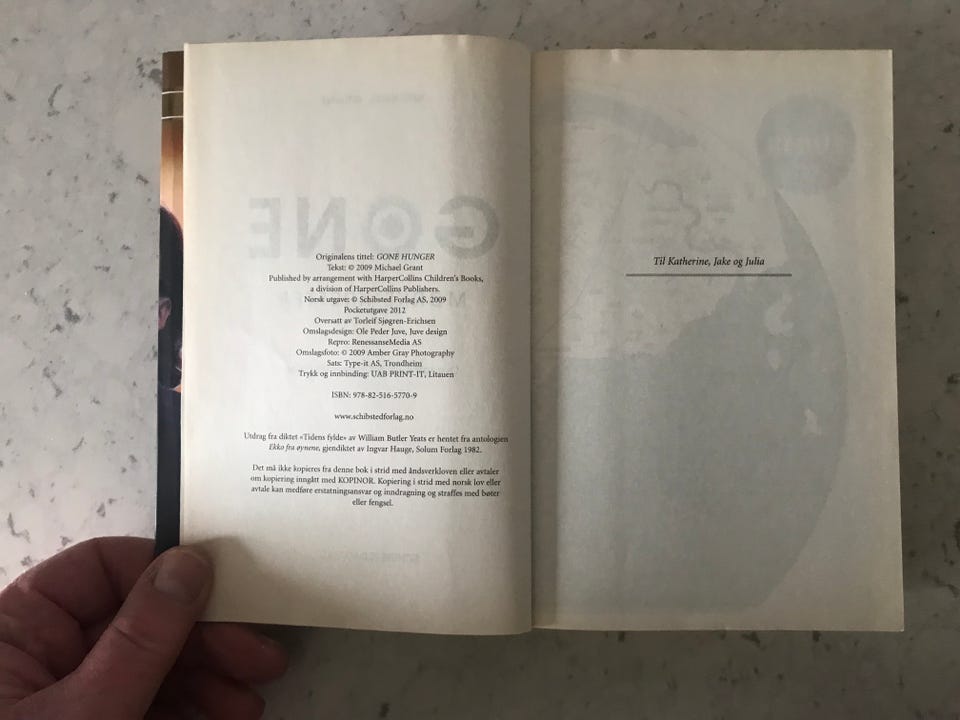 Originalens tittel: GONE HUNGER
Tekst: © 2009 Michael Grant
Published by arrangement with HarperCollins Children's Books,
a division of HarperCollins Publishers.
Norsk utgave: © Schibsted Forlag AS, 2009
Pocketutgave 2012
Oversatt av Torleif Sjøgren-Erichsen
Omslagsdesign: Ole Peder Juve, Juve design
Repro: RenessanseMedia AS
Omslagsfoto: © 2009 Amber Gray Photography
Sats: Type-it AS, Trondheim
Trykk og innbinding: UAB PRINT-IT, Litauen
ISBN: 978-82-516-5770-9
www.schibstedforlag.no
Utdrag fra diktet «Tidens fylde» av William Butler Yeats er hentet fra antologien
Ekko fra øynene, gjendiktet av Ingvar Hauge, Solum Forlag 1982.
Det må ikke kopieres fra denne bok i strid med åndsverkloven eller avtaler
om kopiering inngått med KOPINOR. Kopiering i strid med norsk lov eller
avtale kan medføre erstatningsansvar og inndragning og straffes med bøter
eller fengsel.
GONE
Til Katherine, Jake og Julia